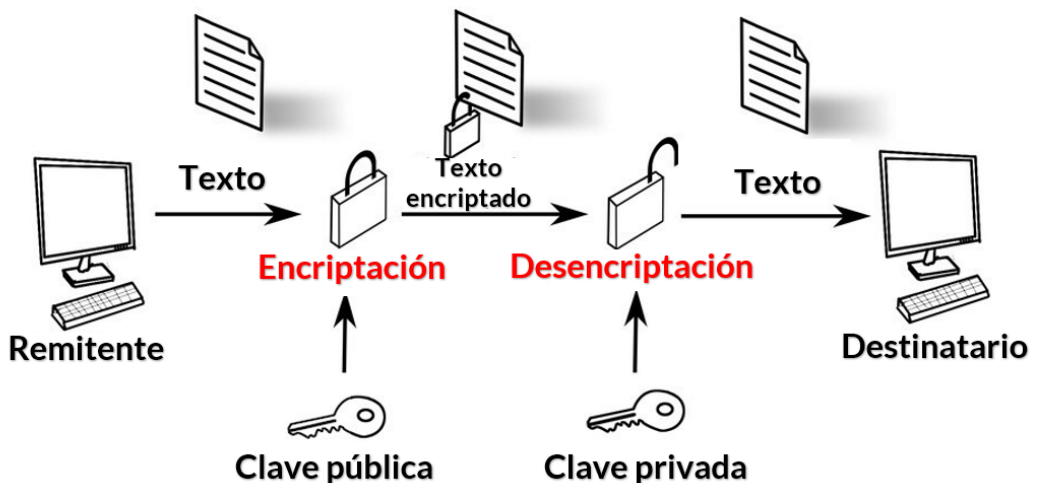 Texto
Texto
encriptado
Texto
Encriptación
Desencriptación
Remitente
Destinatario
Clave pública
Clave privada